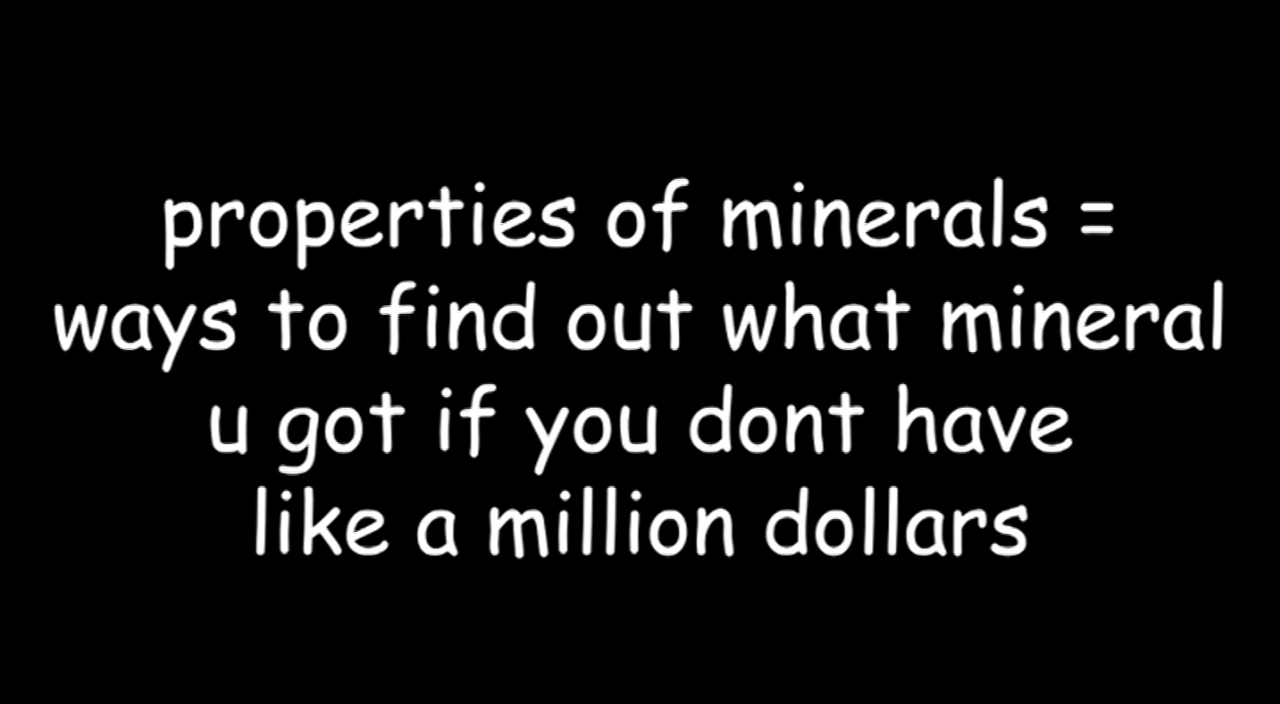 properties of minerals =
ways to find out what mineral
u got if you dont have
like a million dollars